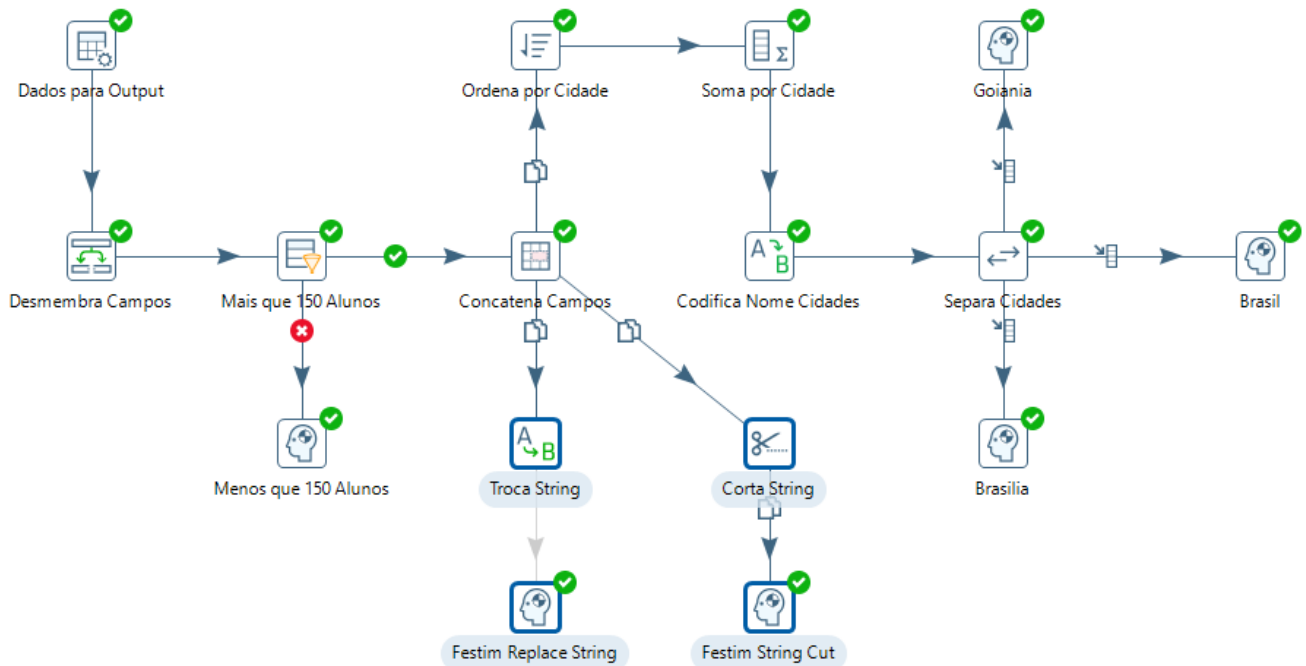 Dados para Output
Ordena por Cidade
Soma por Cidade
Goiania
Desmembra Campos
Mais que 150 Alunos
Concatena Campos
A B
Codifica Nome Cidades
Separa Cidades
Brasil
Menos que 150 Alunos
A B
Troca String
Corta String
Brasilia
Festim Replace String
Festim String Cut